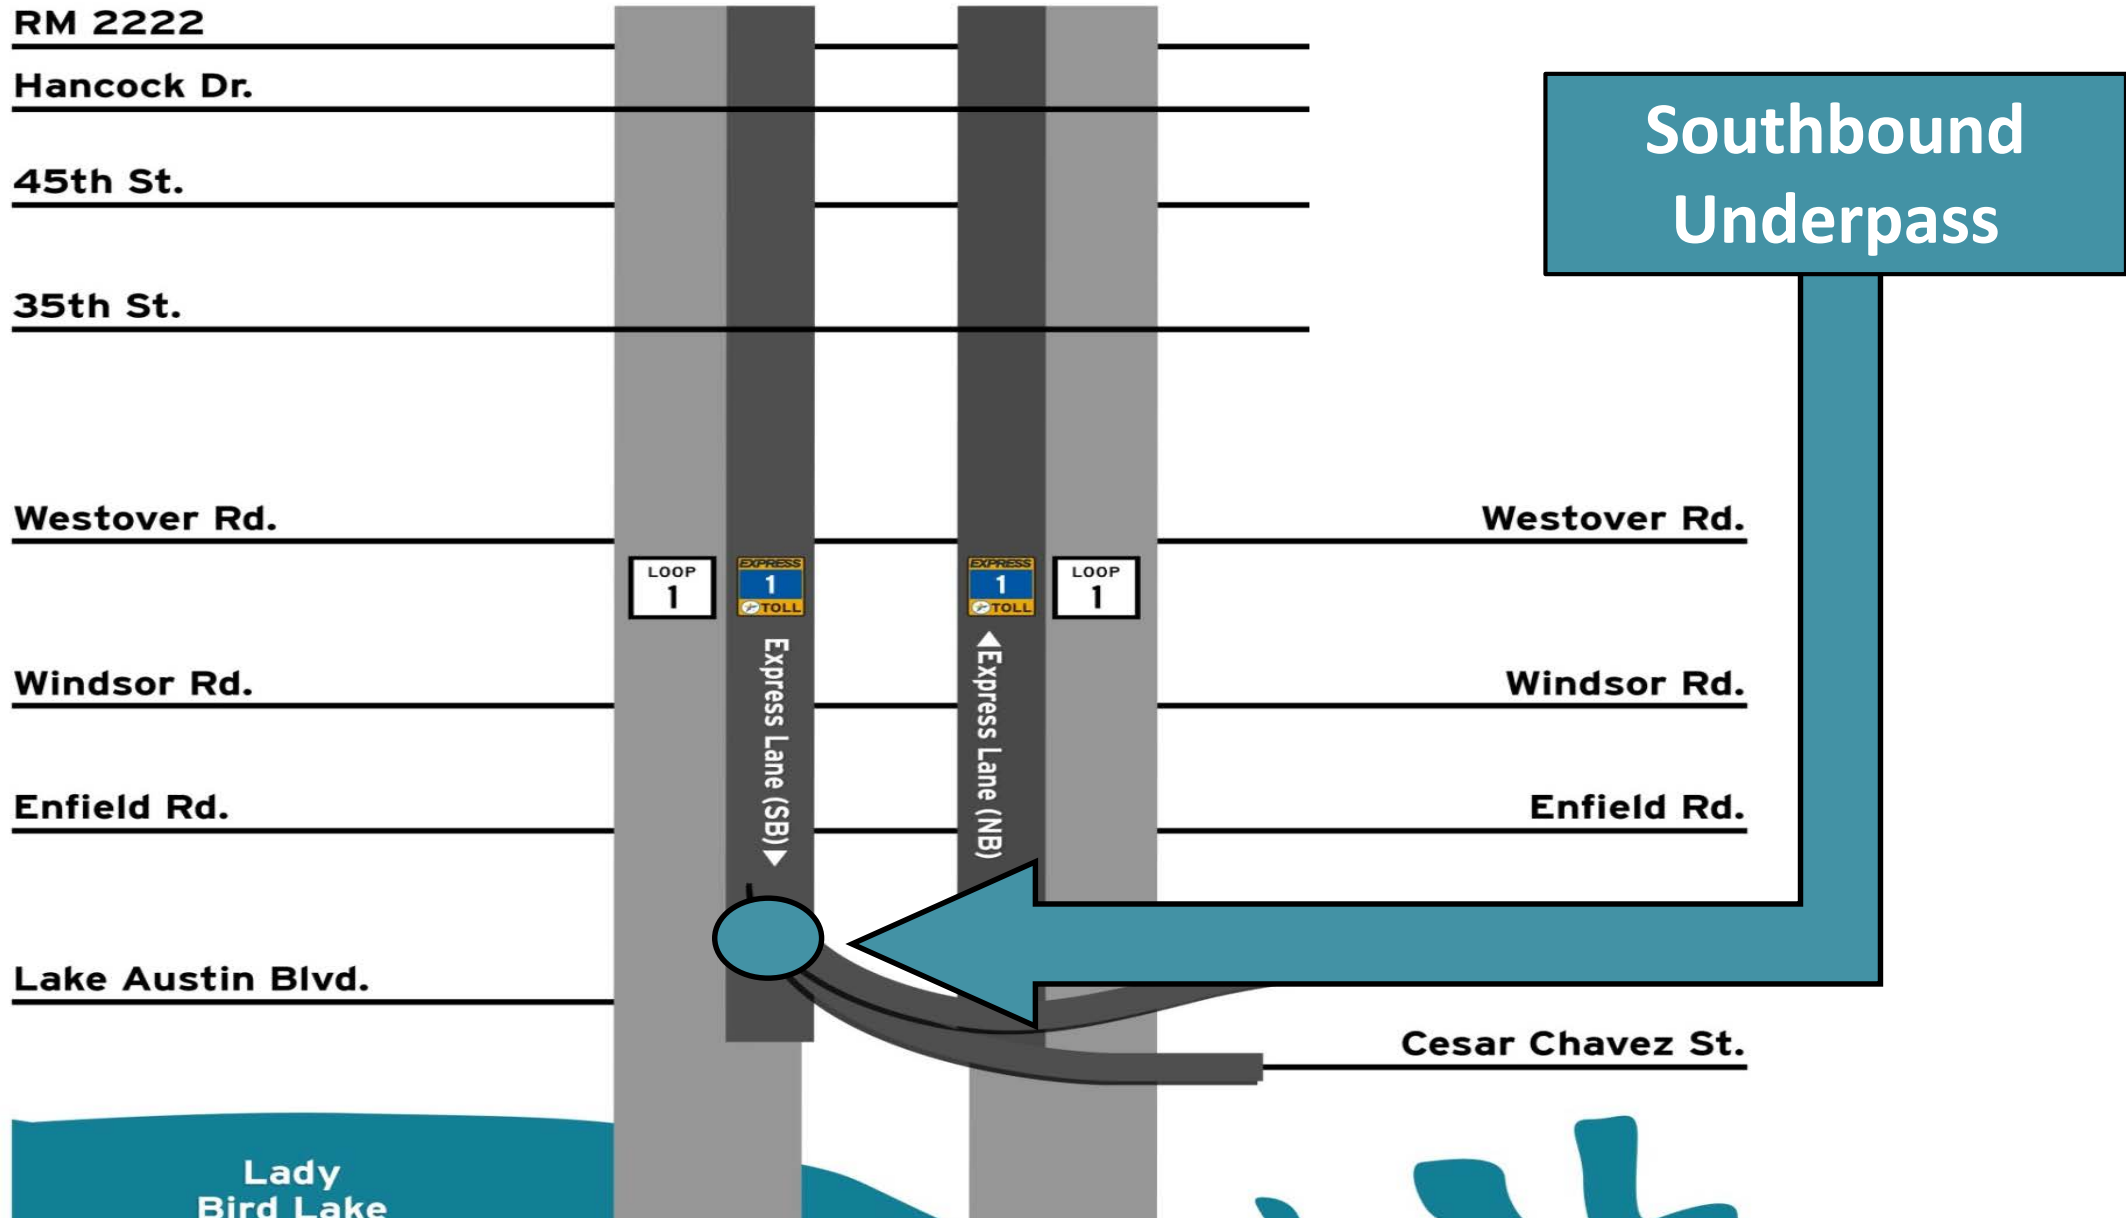 RM 2222
Hancock Dr.
45th St.
35th St.
Southbound
Underpass
Westover Rd.
Westover Rd.
LOOP
1
EXPRESS
1
TOLL
EXPRESS
1
TOLL
LOOP
1
Windsor Rd.
Windsor Rd.
Express Lane (SB)
Express Lane (NB)
Enfield Rd.
Enfield Rd.
Lake Austin Blvd.
Cesar Chavez St.
Lady
Bird Lake